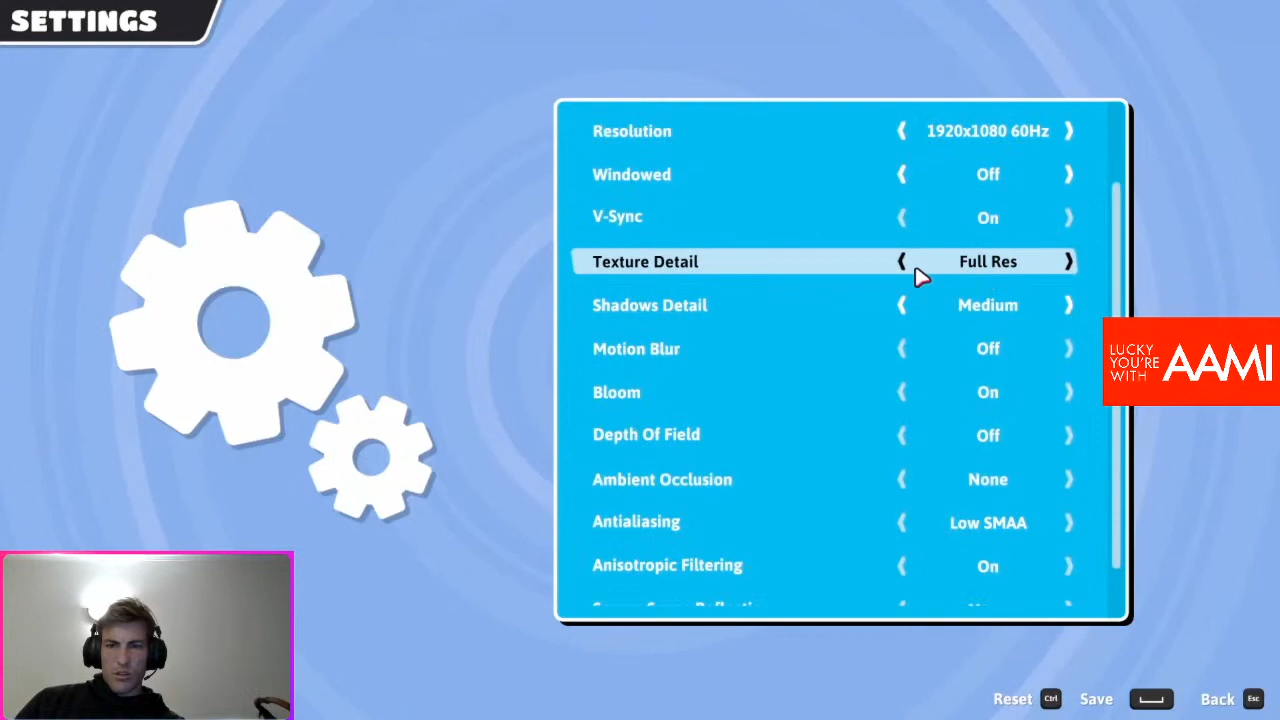 SETTINGS
Resolution 1920x1080 60Hz
Windowed Off
V-Sync On
Texture Detail Full Res
Shadows Detail Medium
Motion Blur Off
Bloom On
Depth Of Field Off
Ambient Occlusion None
Antialiasing Low SMAA
Anisotropic Filtering On
LUCKY
YOU'RE
WITH
AAMI
Reset Ctrl Save Back Esc